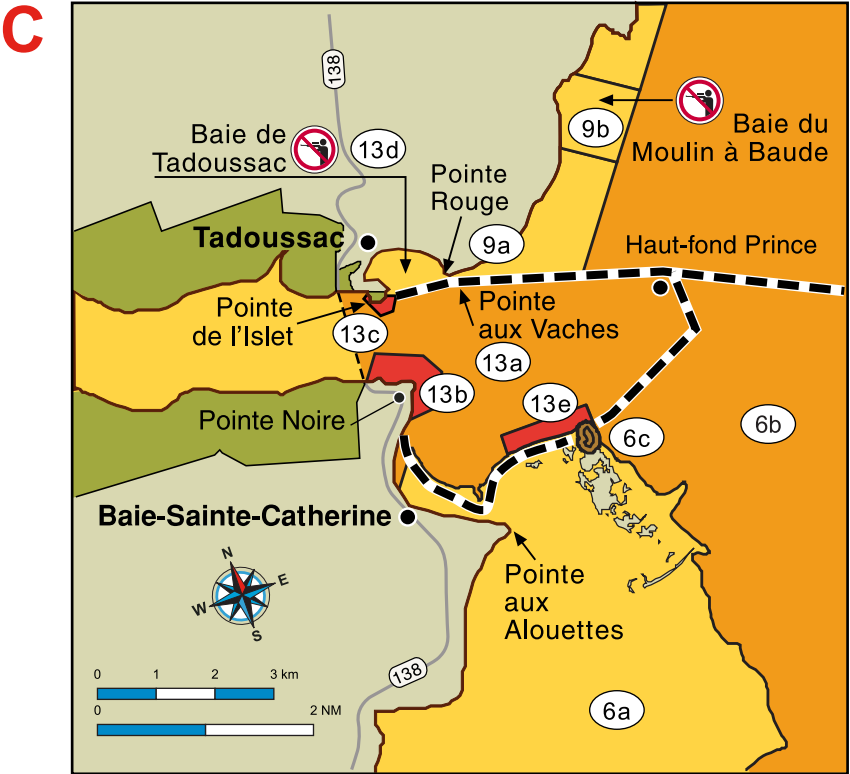 C
138
Baie de
Tadoussac
13d
9b
Baie du
Moulin à Baude
Pointe
Rouge
Tadoussac
9a
Haut-fond Prince
Pointe
de l'Islet
13c
Pointe
aux Vaches
13a
13b
13e
Pointe Noire
6c
6b
Baie-Sainte-Catherine
N
E
W
S
Pointe
aux
Alouettes
138
0 1 2 3 km
0 2 NM
6a